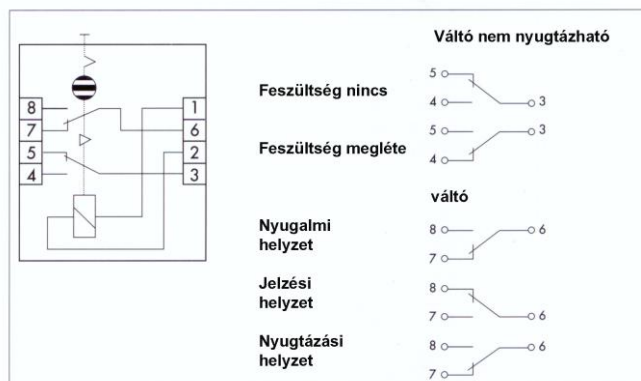 8
7
5
4
1
6
2
3
Váltó nem nyugtázható
Feszültség nincs
5
4
3
Feszültség megléte
5
4
3
váltó
Nyugalmi
helyzet
8
7
6
Jelzési
helyzet
8
7
6
Nyugtázási
helyzet
8
7
6